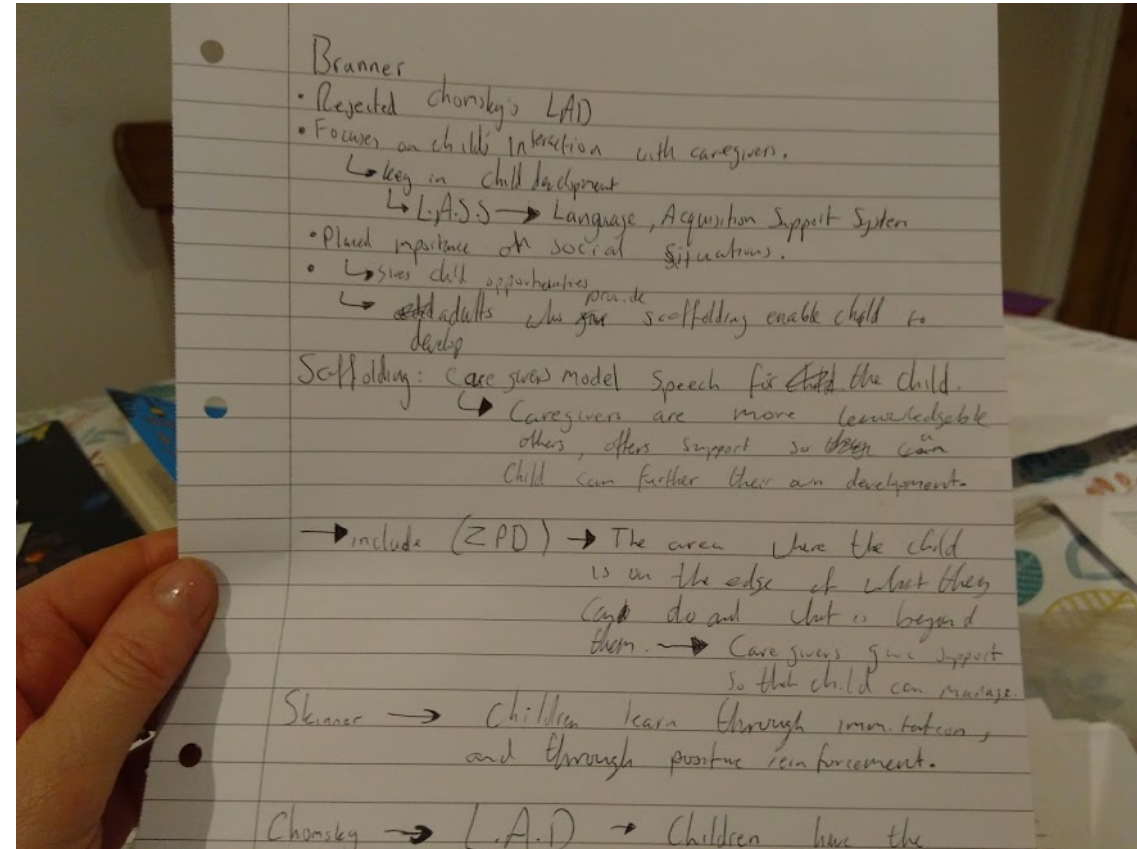 Brunner
• Rejected Chomsky's LAD
• Focuses on child's interaction with caregivers.
↳ key in child development
↳ L.A.S.S → Language, Acquisition Support System
• Placed importance on social situations.
• ↳ gives child opportunities
↳ adults who provide scaffolding enable child to
develop
Scaffolding: Care givers model speech for the child.
↳ Caregivers are more knowledgeable
others, offers support so a
child can further their own development.
→ include (ZPD) → The area where the child
is on the edge of what they
can do and what is beyond
them. → Care givers give support
so that child can manage.
Skinner → Children learn through immitation,
and through positive reinforcement.
Chomsky → L.A.D → Children have the